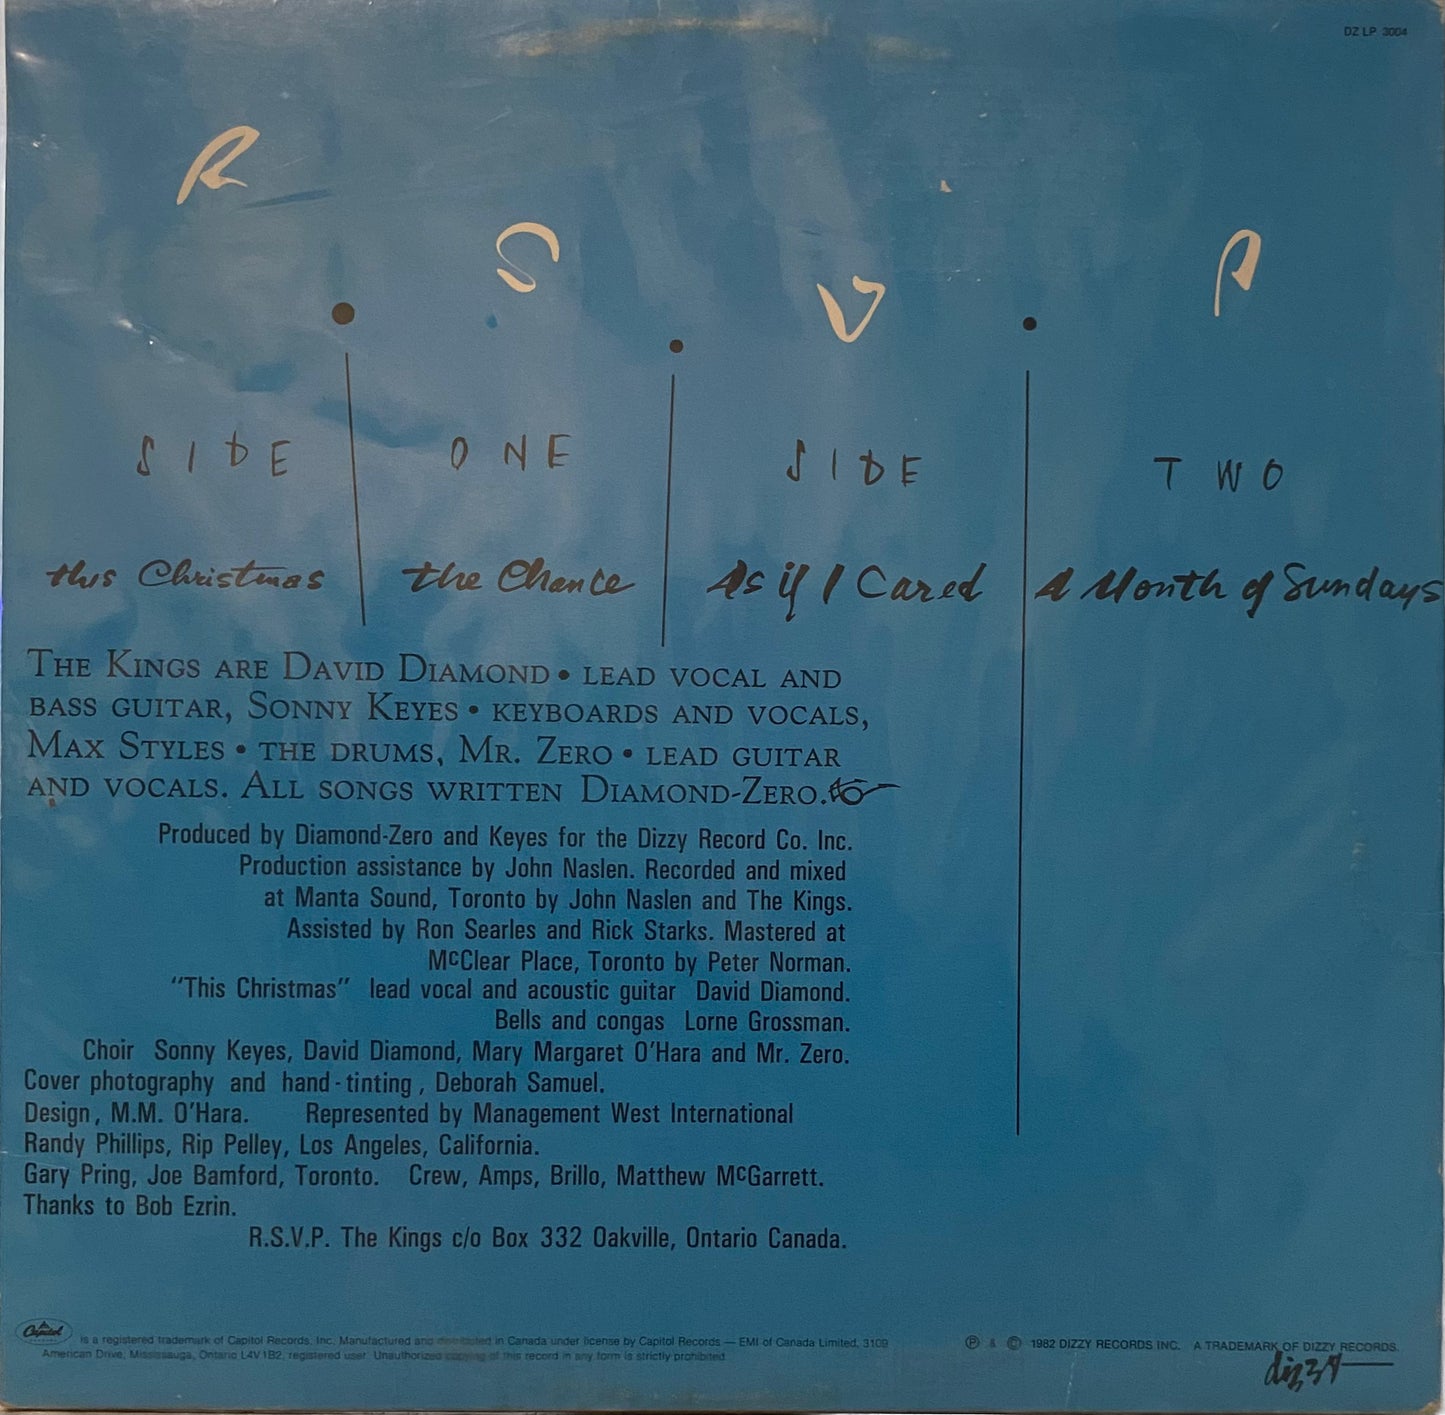 DZ LP 3004
R S V P
SIDE ONE SIDE TWO
this Christmas the Chance As if I Cared A Month of Sundays
THE KINGS ARE DAVID DIAMOND • LEAD VOCAL AND
BASS GUITAR, SONNY KEYES • KEYBOARDS AND VOCALS,
MAX STYLES • THE DRUMS, MR. ZERO • LEAD GUITAR
AND VOCALS. ALL SONGS WRITTEN DIAMOND-ZERO.
Produced by Diamond-Zero and Keyes for the Dizzy Record Co. Inc.
Production assistance by John Naslen. Recorded and mixed
at Manta Sound, Toronto by John Naslen and The Kings.
Assisted by Ron Searles and Rick Starks. Mastered at
McClear Place, Toronto by Peter Norman.
"This Christmas" lead vocal and acoustic guitar David Diamond.
Bells and congas Lorne Grossman.
Choir Sonny Keyes, David Diamond, Mary Margaret O'Hara and Mr. Zero.
Cover photography and hand-tinting, Deborah Samuel.
Design, M.M. O'Hara. Represented by Management West International
Randy Phillips, Rip Pelley, Los Angeles, California.
Gary Pring, Joe Bamford, Toronto. Crew, Amps, Brillo, Matthew McGarrett.
Thanks to Bob Ezrin.
R.S.V.P. The Kings c/o Box 332 Oakville, Ontario Canada.
Capitol is a registered trademark of Capitol Records, Inc. Manufactured and distributed in Canada under license by Capitol Records — EMI of Canada Limited, 3109
American Drive, Mississauga, Ontario L4V 1B2, registered user. Unauthorized copying of this record in any form is strictly prohibited
℗ & © 1982 DIZZY RECORDS INC. A TRADEMARK OF DIZZY RECORDS.
dizzy